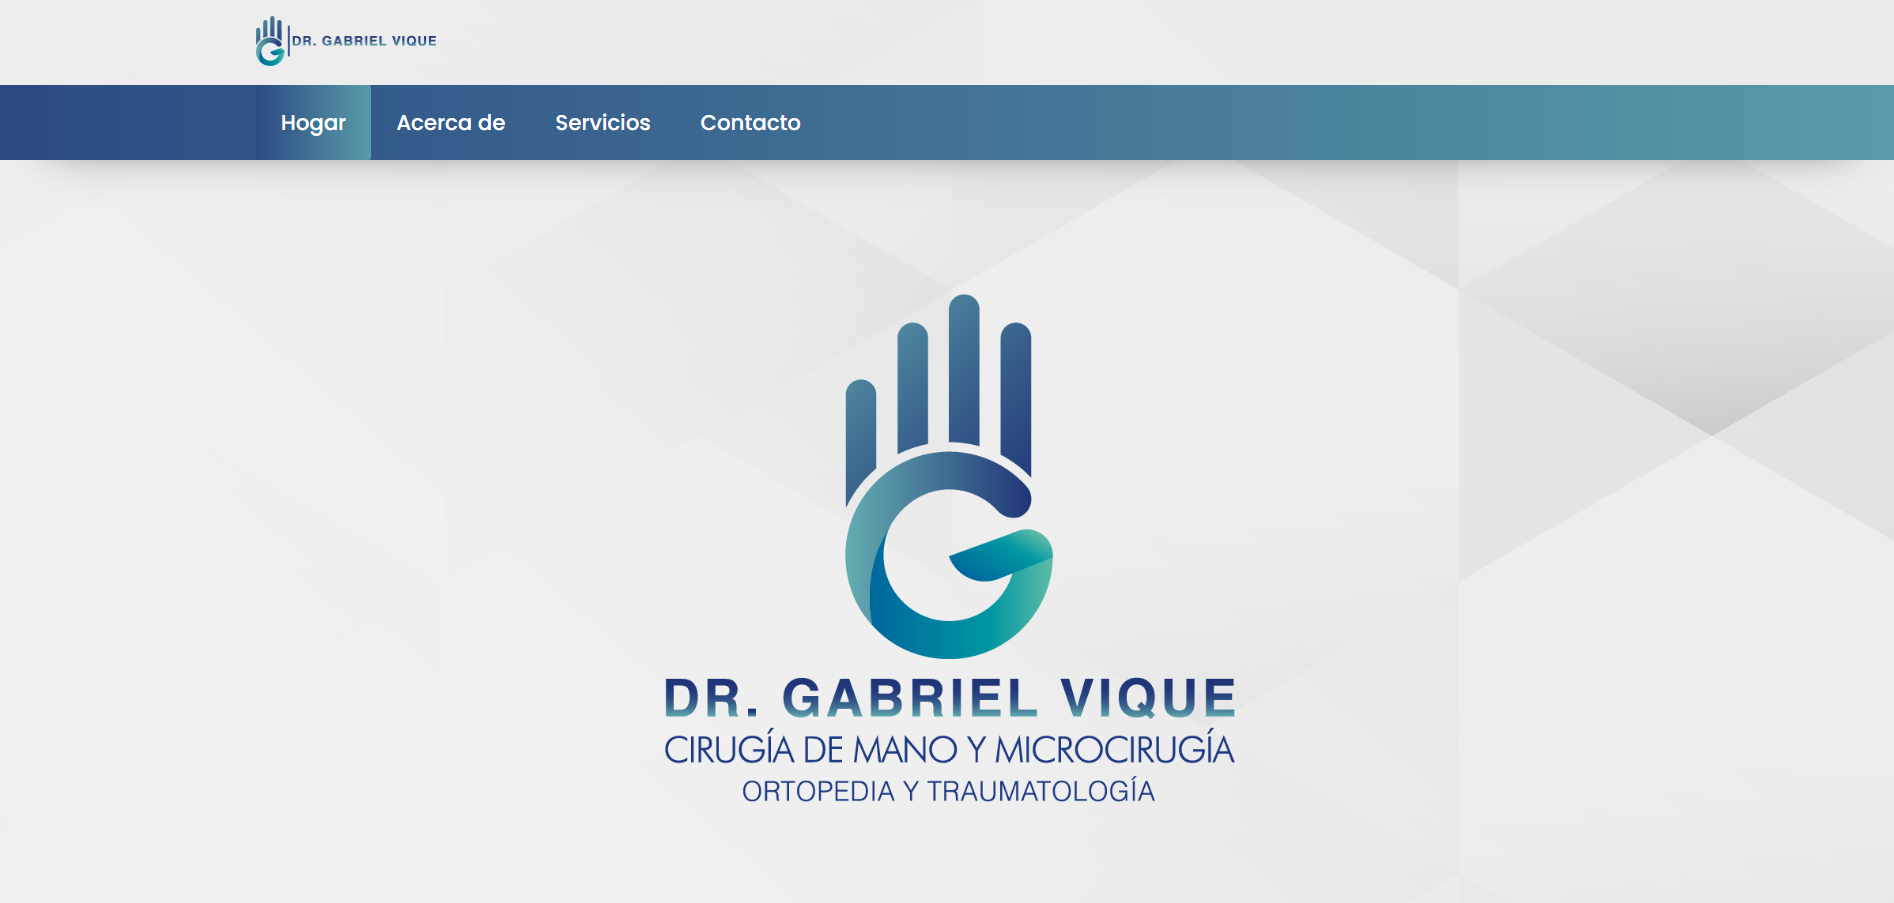 DR. GABRIEL VIQUE
Hogar Acerca de Servicios Contacto
DR. GABRIEL VIQUE
CIRUGÍA DE MANO Y MICROCIRUGÍA
ORTOPEDIA Y TRAUMATOLOGÍA